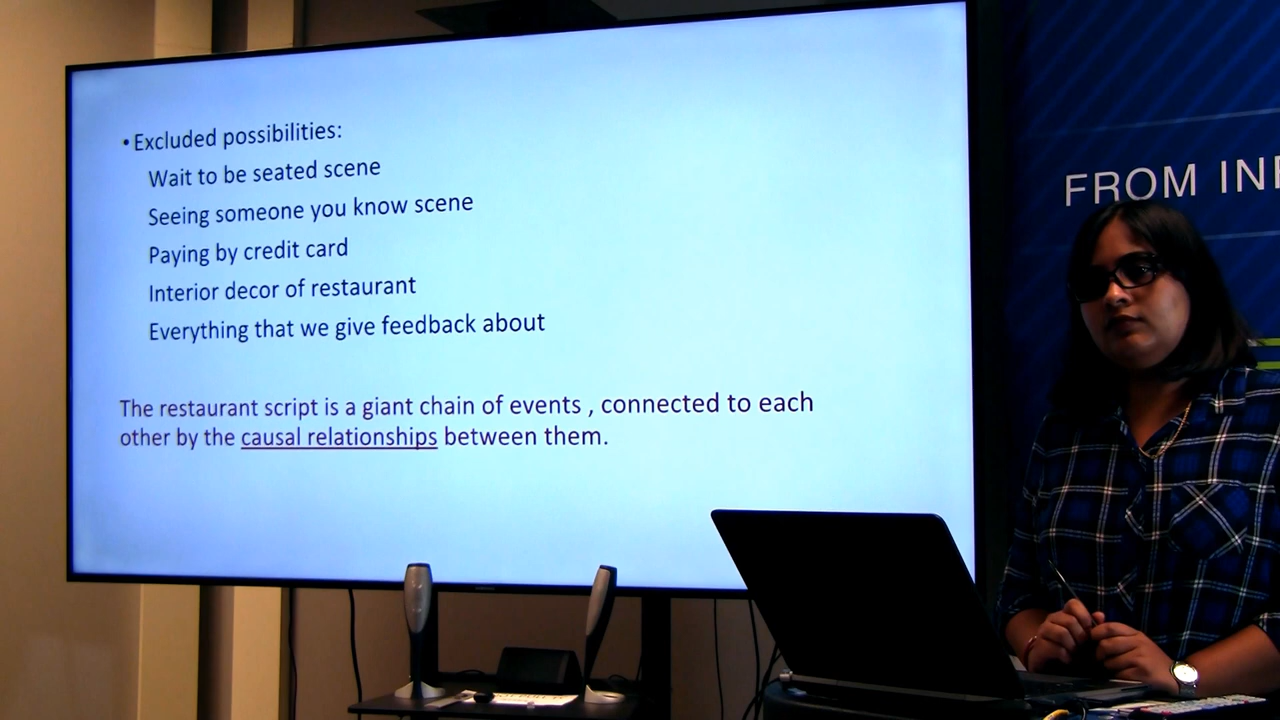 • Excluded possibilities:
Wait to be seated scene
Seeing someone you know scene
Paying by credit card
Interior decor of restaurant
Everything that we give feedback about
The restaurant script is a giant chain of events , connected to each
other by the causal relationships between them.
FROM